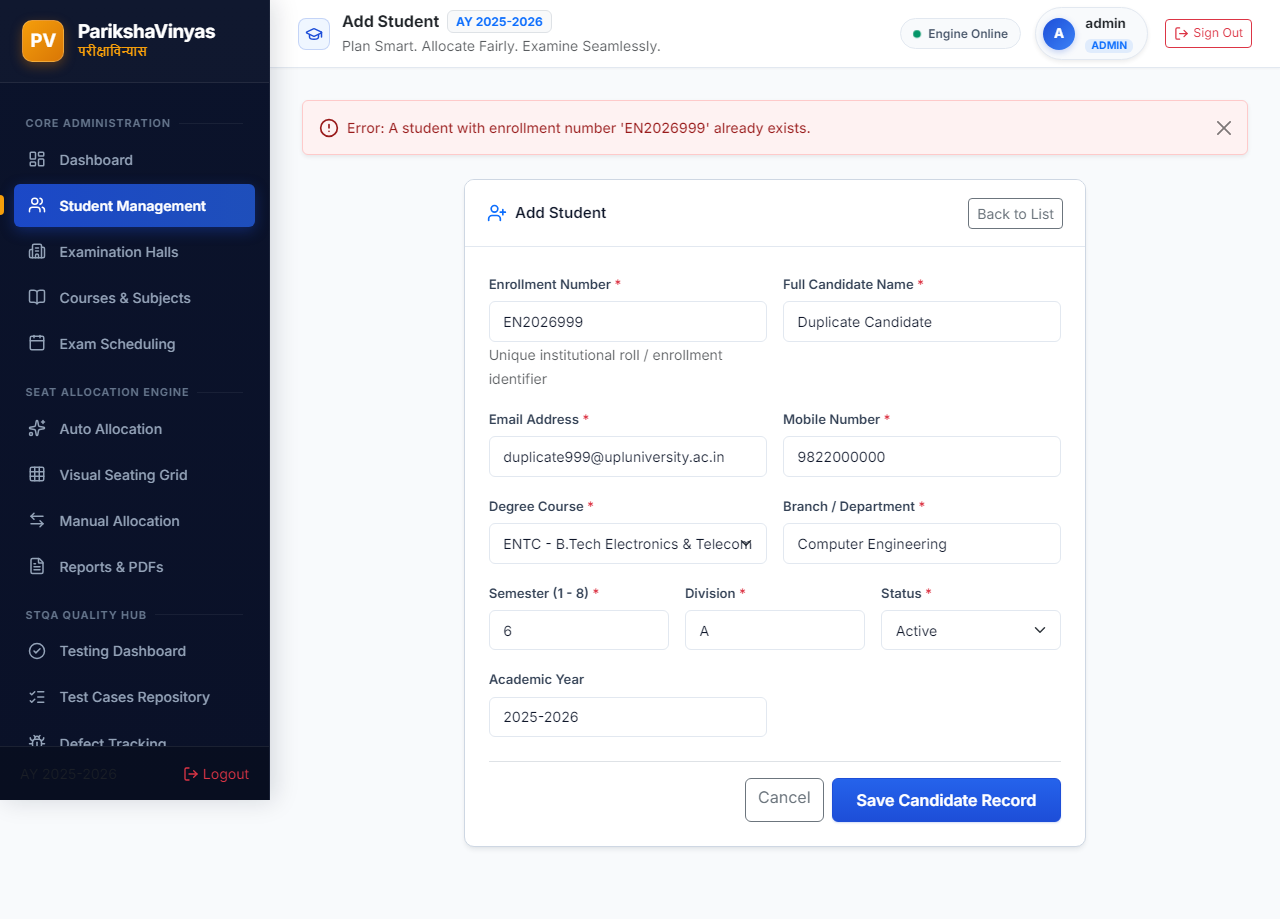 PV
ParikshaVinyas
परीक्षाविन्यास
CORE ADMINISTRATION
Dashboard
Student Management
Examination Halls
Courses & Subjects
Exam Scheduling
SEAT ALLOCATION ENGINE
Auto Allocation
Visual Seating Grid
Manual Allocation
Reports & PDFs
STQA QUALITY HUB
Testing Dashboard
Test Cases Repository
Defect Tracking
AY 2025-2026
Logout
Add Student
AY 2025-2026
Plan Smart. Allocate Fairly. Examine Seamlessly.
Engine Online
A
admin
ADMIN
Sign Out
Error: A student with enrollment number 'EN2026999' already exists.
Add Student
Back to List
Enrollment Number *
Full Candidate Name *
EN2026999
Duplicate Candidate
Unique institutional roll / enrollment
identifier
Email Address *
Mobile Number *
duplicate999@upluniversity.ac.in
9822000000
Degree Course *
Branch / Department *
ENTC - B.Tech Electronics & Telecom
Computer Engineering
Semester (1 - 8) *
Division *
Status *
6
A
Active
Academic Year
2025-2026
Cancel
Save Candidate Record